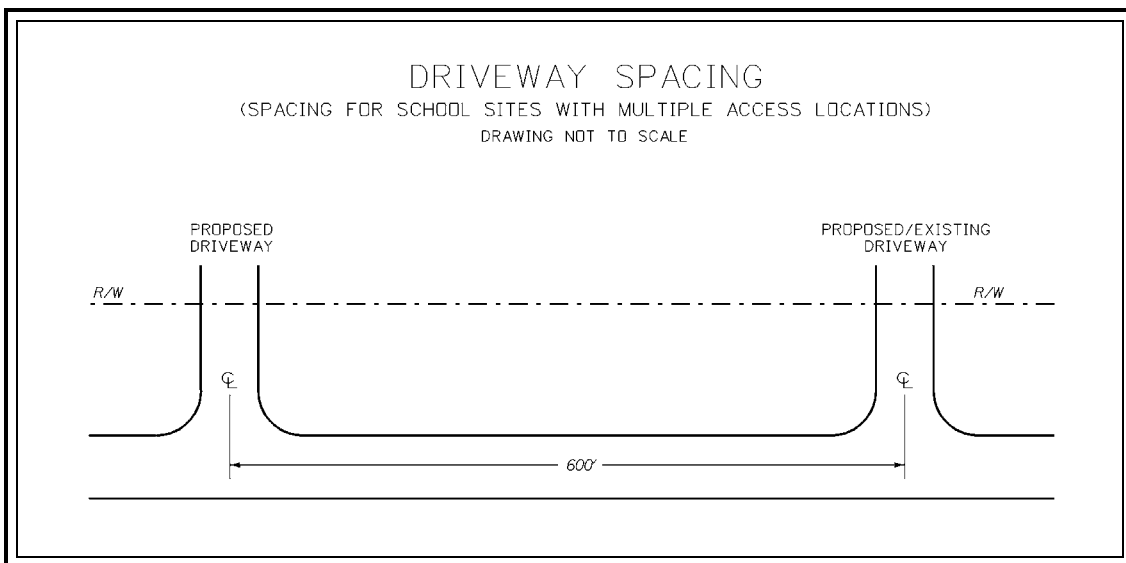 DRIVEWAY SPACING
(SPACING FOR SCHOOL SITES WITH MULTIPLE ACCESS LOCATIONS)
DRAWING NOT TO SCALE
PROPOSED
DRIVEWAY
PROPOSED/EXISTING
DRIVEWAY
R/W
R/W
℄
℄
600'